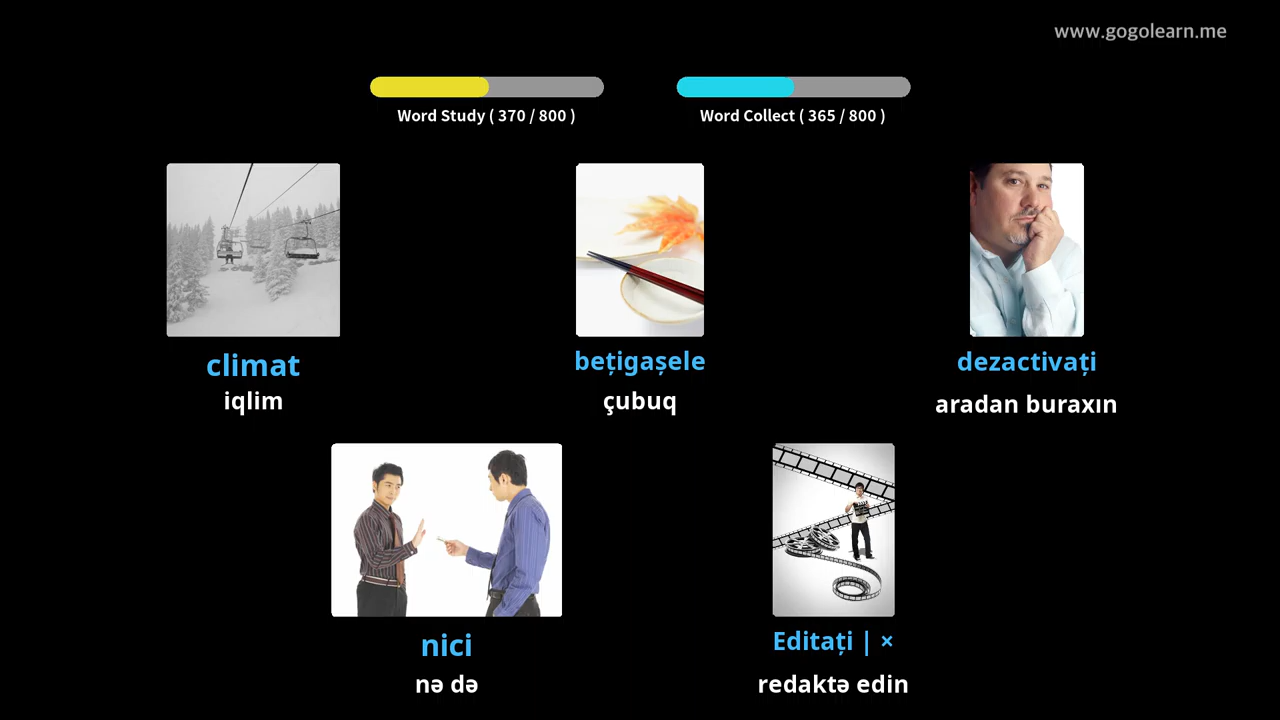 www.gogolearn.me
Word Study ( 370 / 800 )
Word Collect ( 365 / 800 )
climat
iqlim
bețigașele
çubuq
dezactivați
aradan buraxın
nici
nə də
Editați | ×
redaktə edin